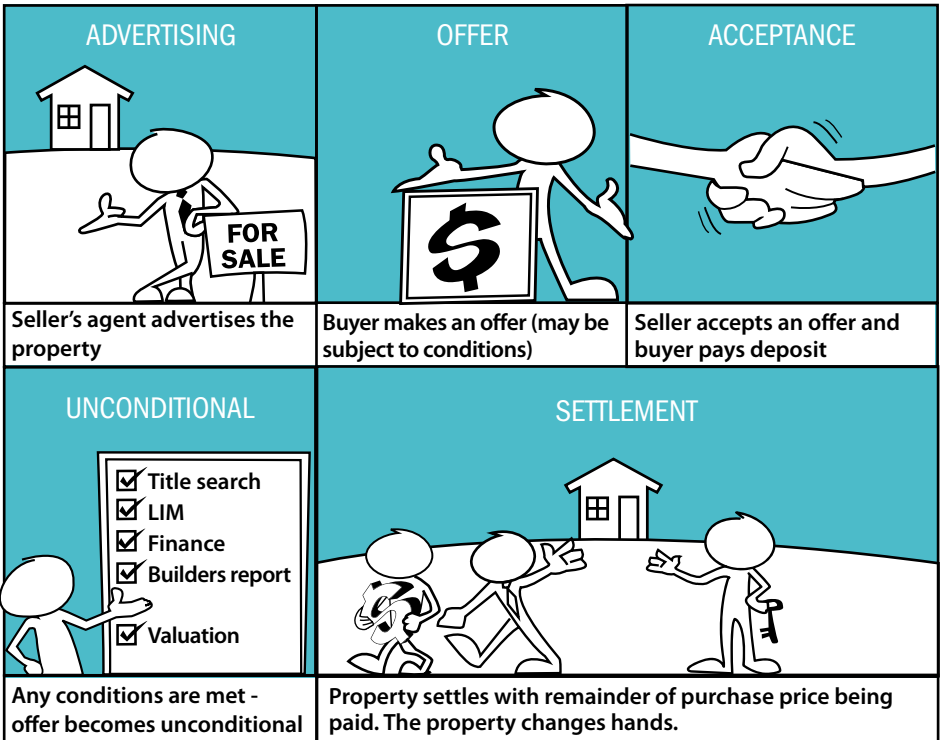 ADVERTISING
FOR
SALE
Seller's agent advertises the
property
OFFER
$
Buyer makes an offer (may be
subject to conditions)
ACCEPTANCE
Seller accepts an offer and
buyer pays deposit
UNCONDITIONAL
Title search
LIM
Finance
Builders report
Valuation
Any conditions are met -
offer becomes unconditional
SETTLEMENT
$
Property settles with remainder of purchase price being
paid. The property changes hands.